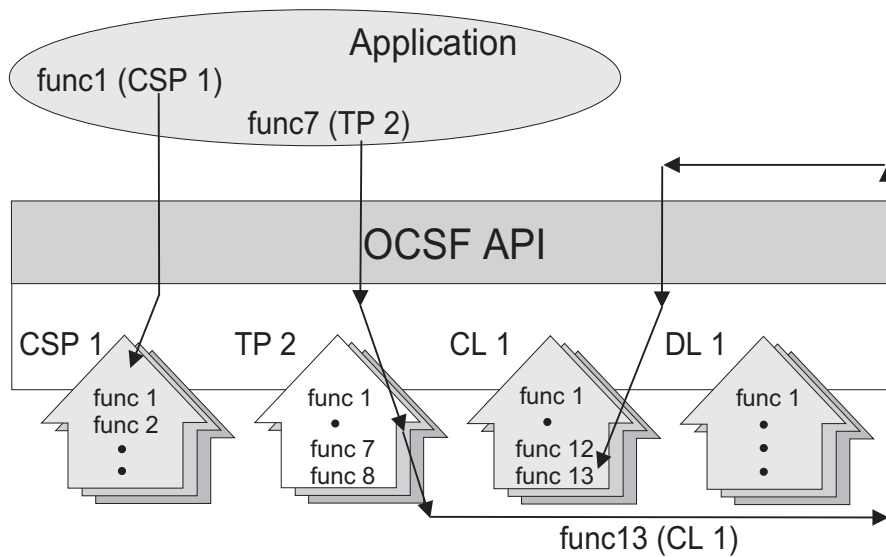 Application
func1 (CSP 1)
func7 (TP 2)
OCSF API
CSP 1
TP 2
CL 1
DL 1
func 1
func 2
func 1
func 7
func 8
func 1
func 12
func 13
func 1
func13 (CL 1)